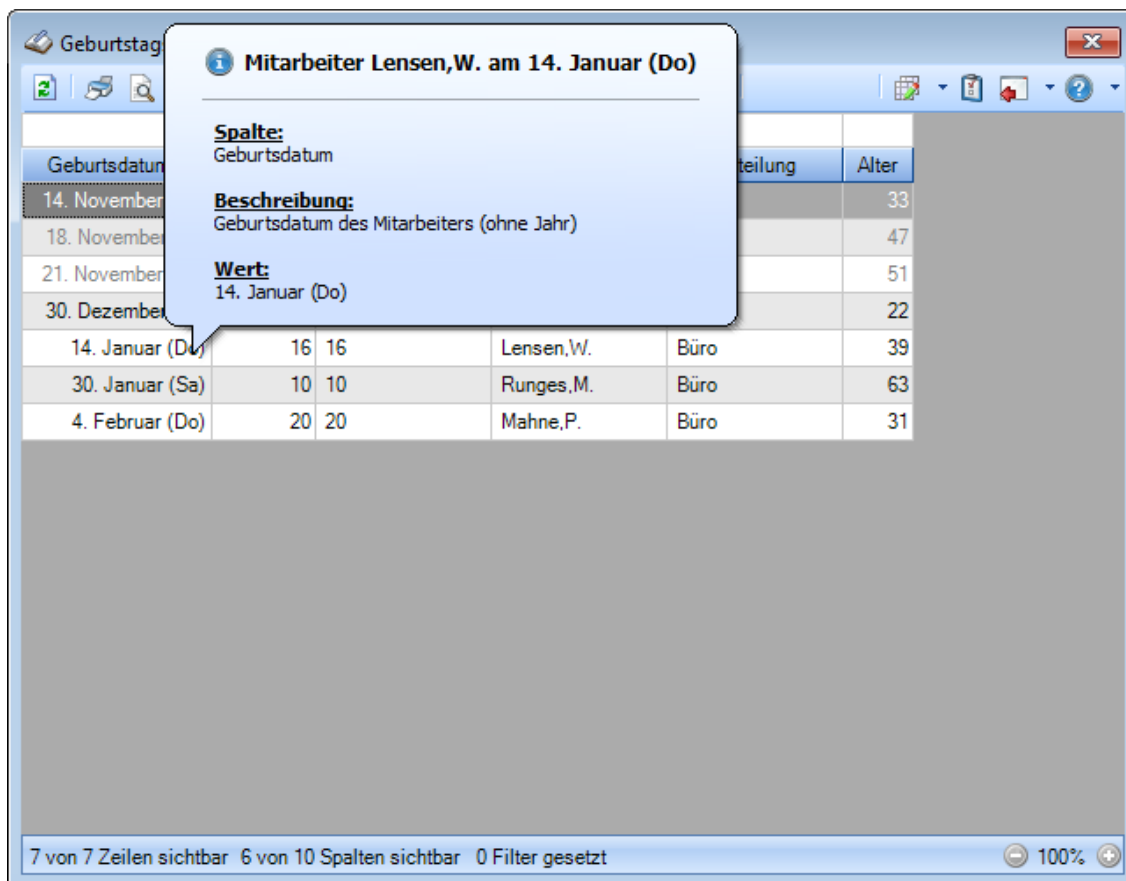 Geburtstag
Mitarbeiter Lensen,W. am 14. Januar (Do)
Spalte:
Geburtsdatum
Beschreibung:
Geburtsdatum des Mitarbeiters (ohne Jahr)
Wert:
14. Januar (Do)
Geburtsdatum teilung Alter
14. November 33
18. November 47
21. November 51
30. Dezember 22
14. Januar (Do) 16 16 Lensen,W. Büro 39
30. Januar (Sa) 10 10 Runges,M. Büro 63
4. Februar (Do) 20 20 Mahne,P. Büro 31
7 von 7 Zeilen sichtbar 6 von 10 Spalten sichtbar 0 Filter gesetzt 100%